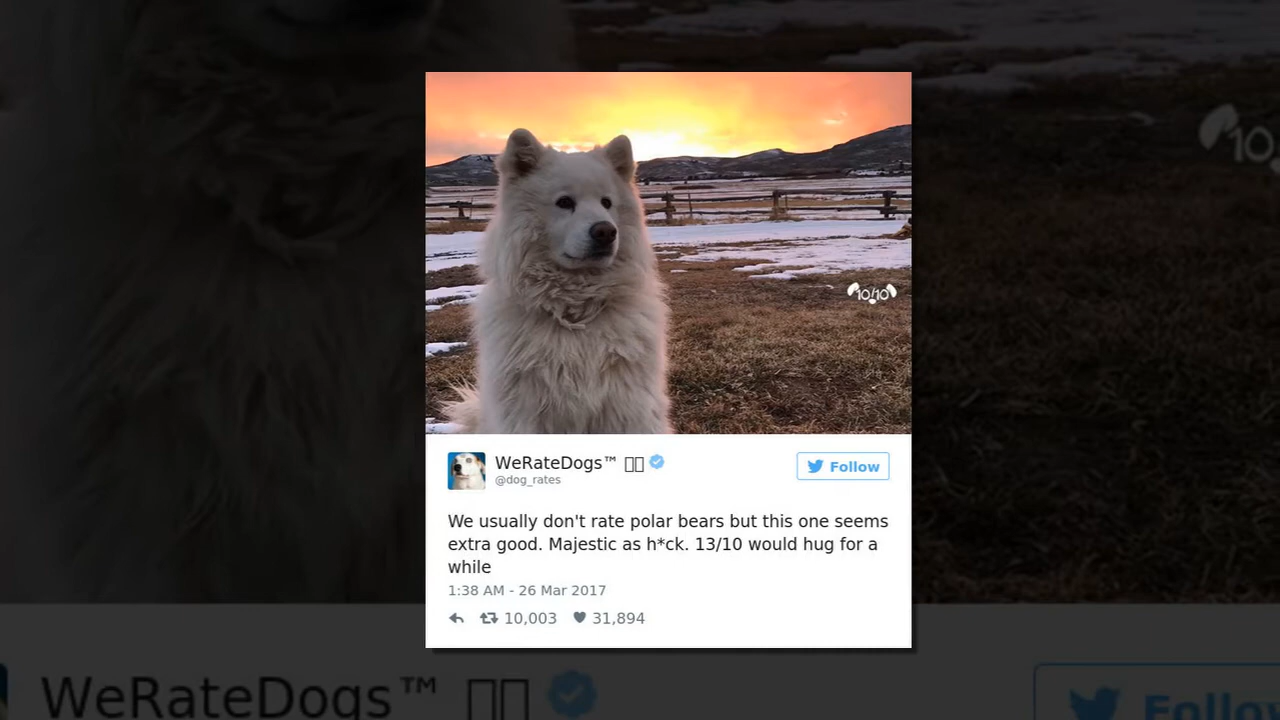 10/10
WeRateDogs™
@dog_rates
Follow
We usually don't rate polar bears but this one seems
extra good. Majestic as h*ck. 13/10 would hug for a
while
1:38 AM - 26 Mar 2017
10,003 31,894
10
WeRateDogs™
Follow